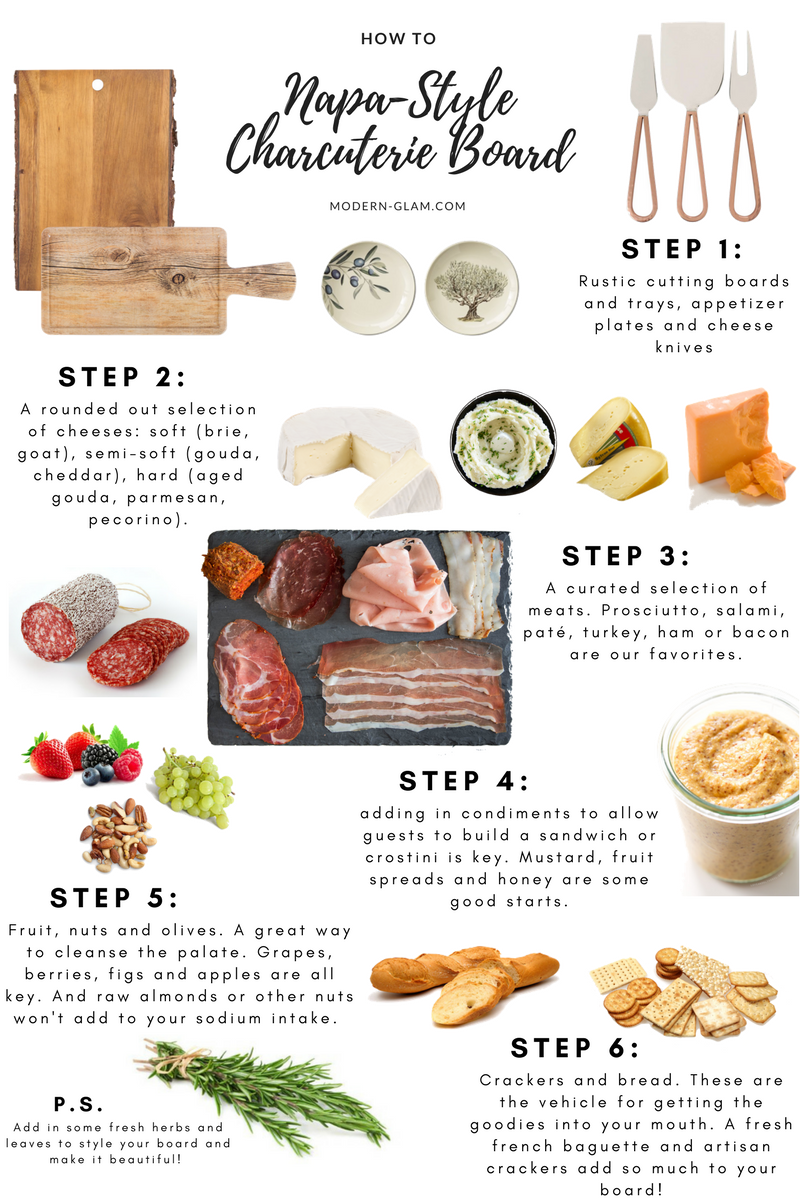 HOW TO
Napa-Style
Charcuterie Board
MODERN-GLAM.COM
STEP 1:
Rustic cutting boards
and trays, appetizer
plates and cheese
knives
STEP 2:
A rounded out selection
of cheeses: soft (brie,
goat), semi-soft (gouda,
cheddar), hard (aged
gouda, parmesan,
pecorino).
STEP 3:
A curated selection of
meats. Prosciutto, salami,
paté, turkey, ham or bacon
are our favorites.
STEP 4:
adding in condiments to allow
guests to build a sandwich or
crostini is key. Mustard, fruit
spreads and honey are some
good starts.
STEP 5:
Fruit, nuts and olives. A great way
to cleanse the palate. Grapes,
berries, figs and apples are all
key. And raw almonds or other nuts
won't add to your sodium intake.
STEP 6:
Crackers and bread. These are
the vehicle for getting the
goodies into your mouth. A fresh
french baguette and artisan
crackers add so much to your
board!
P.S.
Add in some fresh herbs and
leaves to style your board and
make it beautiful!